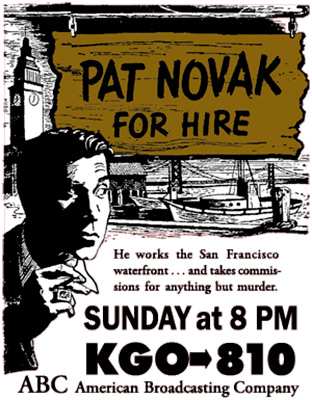 PAT NOVAK
FOR HIRE
He works the San Francisco
waterfront . . . and takes commis-
sions for anything but murder.
SUNDAY at 8 PM
KGO➡810
ABC American Broadcasting Company